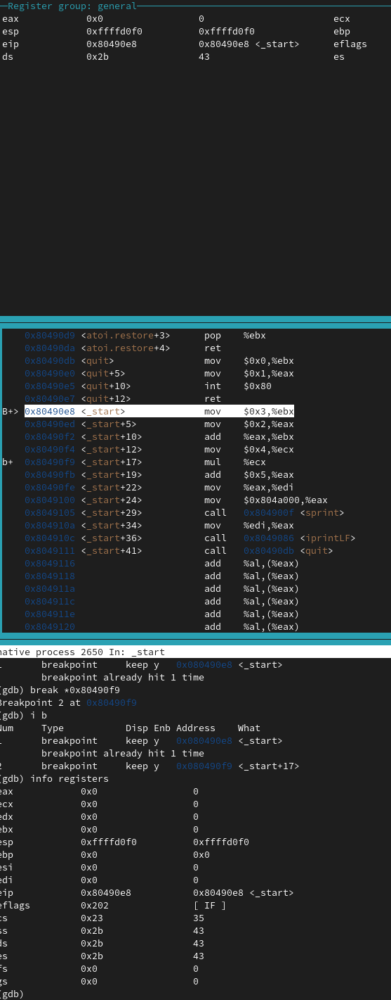 Register group: general
eax 0x0 0 ecx
esp 0xffffd0f0 0xffffd0f0 ebp
eip 0x80490e8 0x80490e8 <_start> eflags
ds 0x2b 43 es
0x80490d9 <atoi.restore+3> pop %ebx
0x80490da <atoi.restore+4> ret
0x80490db <quit> mov $0x0,%ebx
0x80490e0 <quit+5> mov $0x1,%eax
0x80490e5 <quit+10> int $0x80
0x80490e7 <quit+12> ret
B+> 0x80490e8 <_start> mov $0x3,%ebx
0x80490ed <_start+5> mov $0x2,%eax
0x80490f2 <_start+10> add %eax,%ebx
0x80490f4 <_start+12> mov $0x4,%ecx
b+ 0x80490f9 <_start+17> mul %ecx
0x80490fb <_start+19> add $0x5,%eax
0x80490fe <_start+22> mov %eax,%edi
0x8049100 <_start+24> mov $0x804a000,%eax
0x8049105 <_start+29> call 0x804900f <sprint>
0x804910a <_start+34> mov %edi,%eax
0x804910c <_start+36> call 0x8049086 <iprintLF>
0x8049111 <_start+41> call 0x80490db <quit>
0x8049116 add %al,(%eax)
0x8049118 add %al,(%eax)
0x804911a add %al,(%eax)
0x804911c add %al,(%eax)
0x804911e add %al,(%eax)
0x8049120 add %al,(%eax)
native process 2650 In: _start
1 breakpoint keep y 0x080490e8 <_start>
breakpoint already hit 1 time
(gdb) break *0x80490f9
Breakpoint 2 at 0x80490f9
(gdb) i b
Num Type Disp Enb Address What
1 breakpoint keep y 0x080490e8 <_start>
breakpoint already hit 1 time
2 breakpoint keep y 0x080490f9 <_start+17>
(gdb) info registers
eax 0x0 0
ecx 0x0 0
edx 0x0 0
ebx 0x0 0
esp 0xffffd0f0 0xffffd0f0
ebp 0x0 0x0
esi 0x0 0
edi 0x0 0
eip 0x80490e8 0x80490e8 <_start>
eflags 0x202 [ IF ]
cs 0x23 35
ss 0x2b 43
ds 0x2b 43
es 0x2b 43
fs 0x0 0
gs 0x0 0
(gdb)